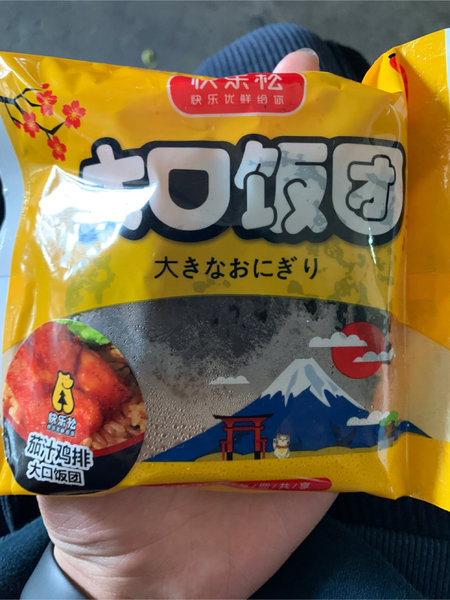 快乐松
快乐优鲜给你
大口饭团
大きなおにぎり
快乐松
茄汁鸡排
大口饭团